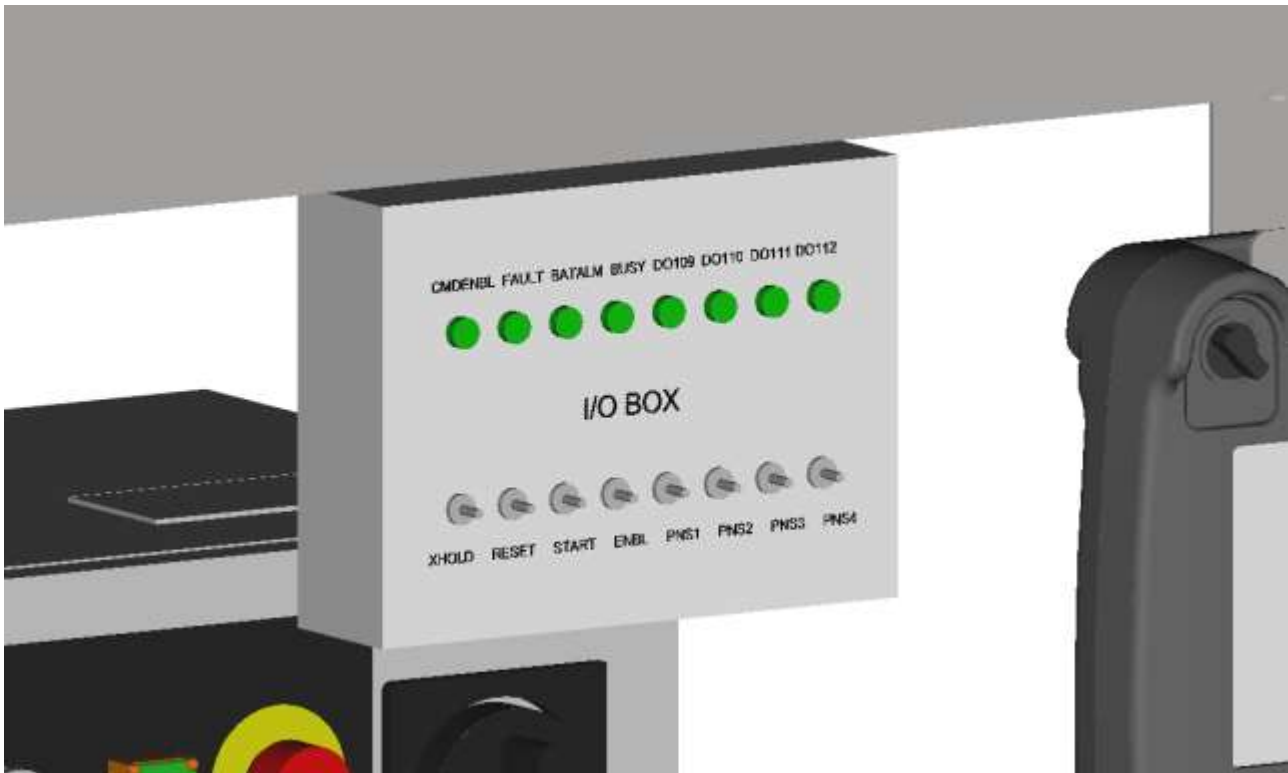 CMDENBL FAULT BATALM BUSY DO109 DO110 DO111 DO112
I/O BOX
XHOLD RESET START ENBL PNS1 PNS2 PNS3 PNS4